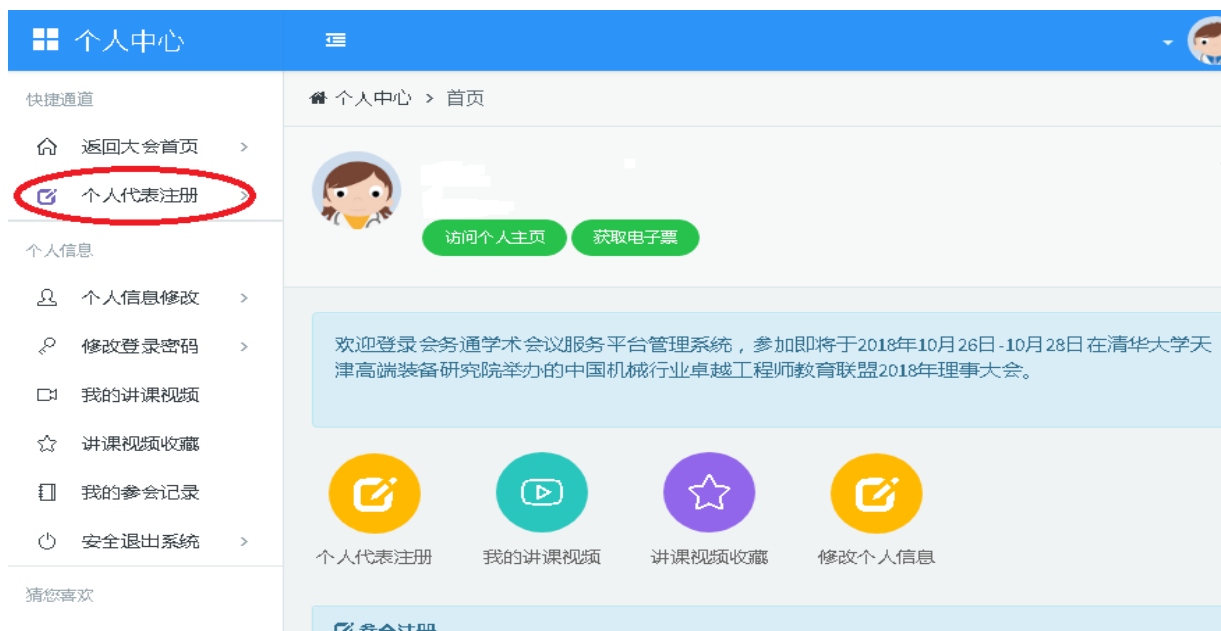 个人中心
快捷通道
返回大会首页
个人代表注册
个人信息
个人信息修改
修改登录密码
我的讲课视频
讲课视频收藏
我的参会记录
安全退出系统
猜您喜欢
个人中心 > 首页
访问个人主页 获取电子票
欢迎登录会务通学术会议服务平台管理系统，参加即将于2018年10月26日-10月28日在清华大学天
津高端装备研究院举办的中国机械行业卓越工程师教育联盟2018年理事大会。
个人代表注册 我的讲课视频 讲课视频收藏 修改个人信息
参会注册